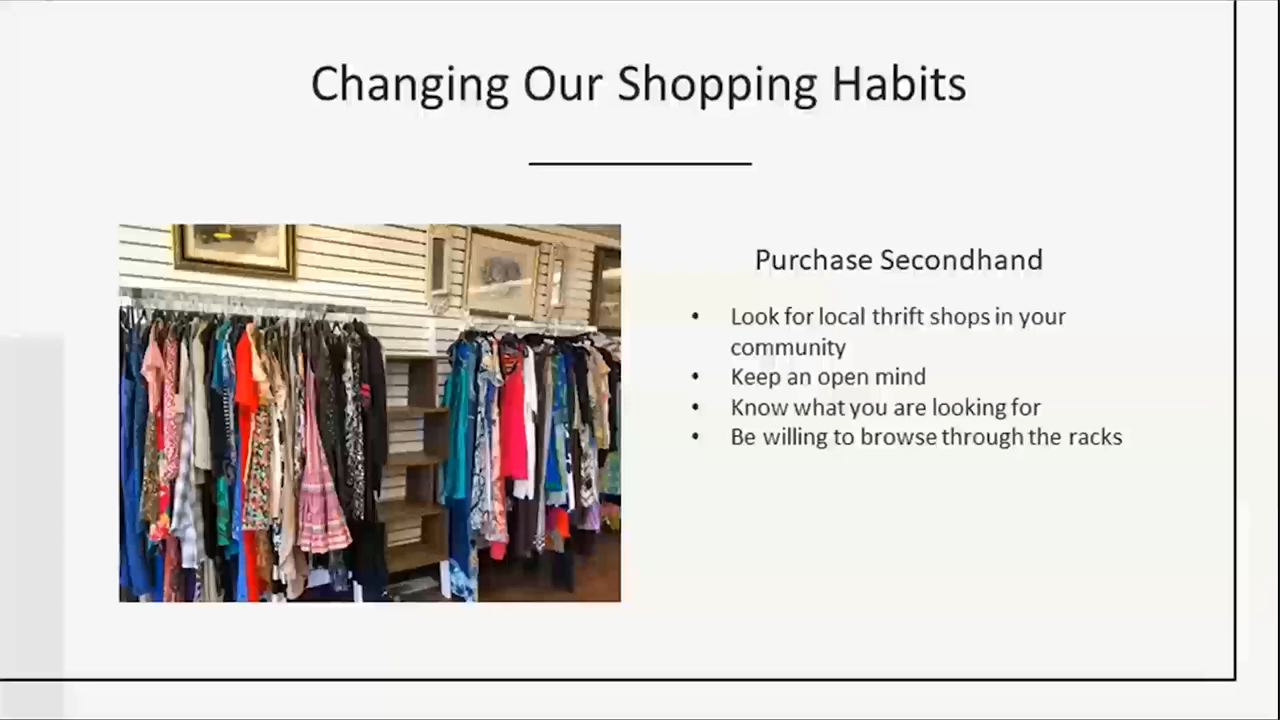 Changing Our Shopping Habits
Purchase Secondhand
• Look for local thrift shops in your
community
• Keep an open mind
• Know what you are looking for
• Be willing to browse through the racks